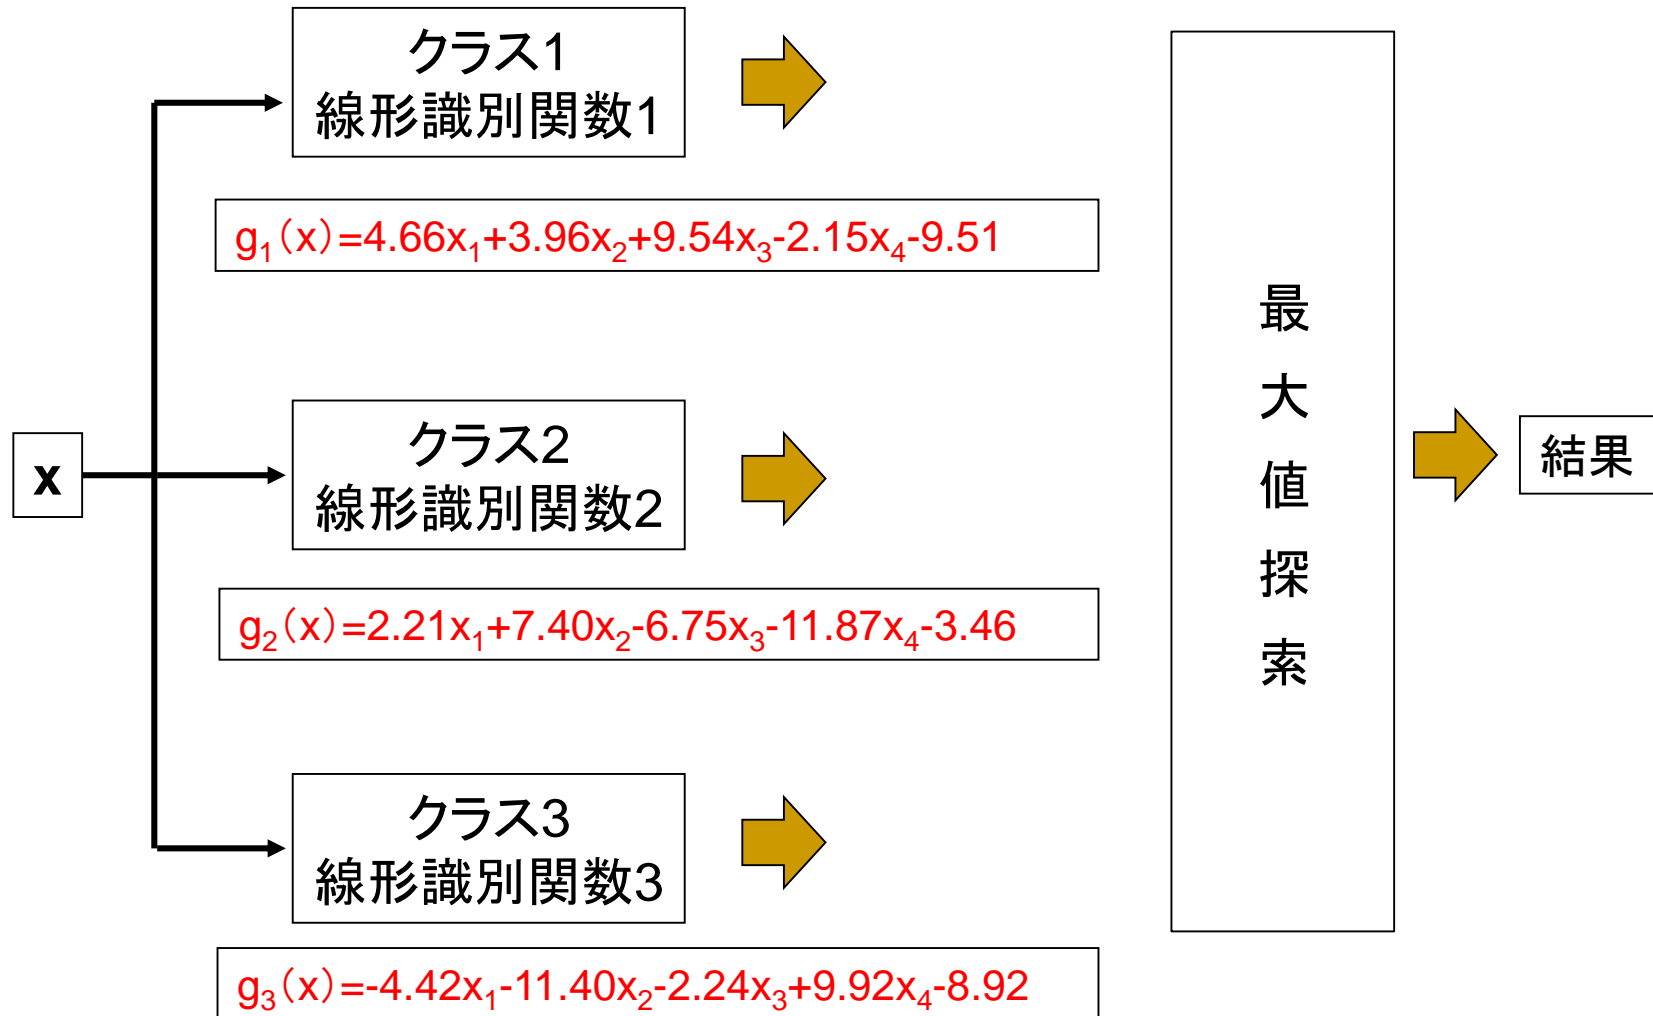 クラス1
線形識別関数1
g₁(x)=4.66x₁+3.96x₂+9.54x₃-2.15x₄-9.51
x
クラス2
線形識別関数2
g₂(x)=2.21x₁+7.40x₂-6.75x₃-11.87x₄-3.46
クラス3
線形識別関数3
g₃(x)=-4.42x₁-11.40x₂-2.24x₃+9.92x₄-8.92
最大値探索
結果